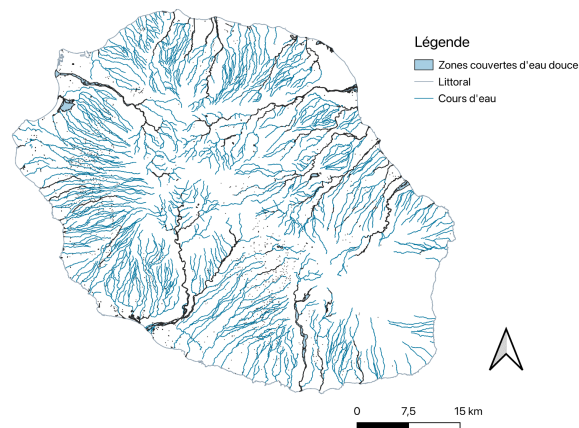 Légende
Zones couvertes d'eau douce
Littoral
Cours d'eau
0 7,5 15 km